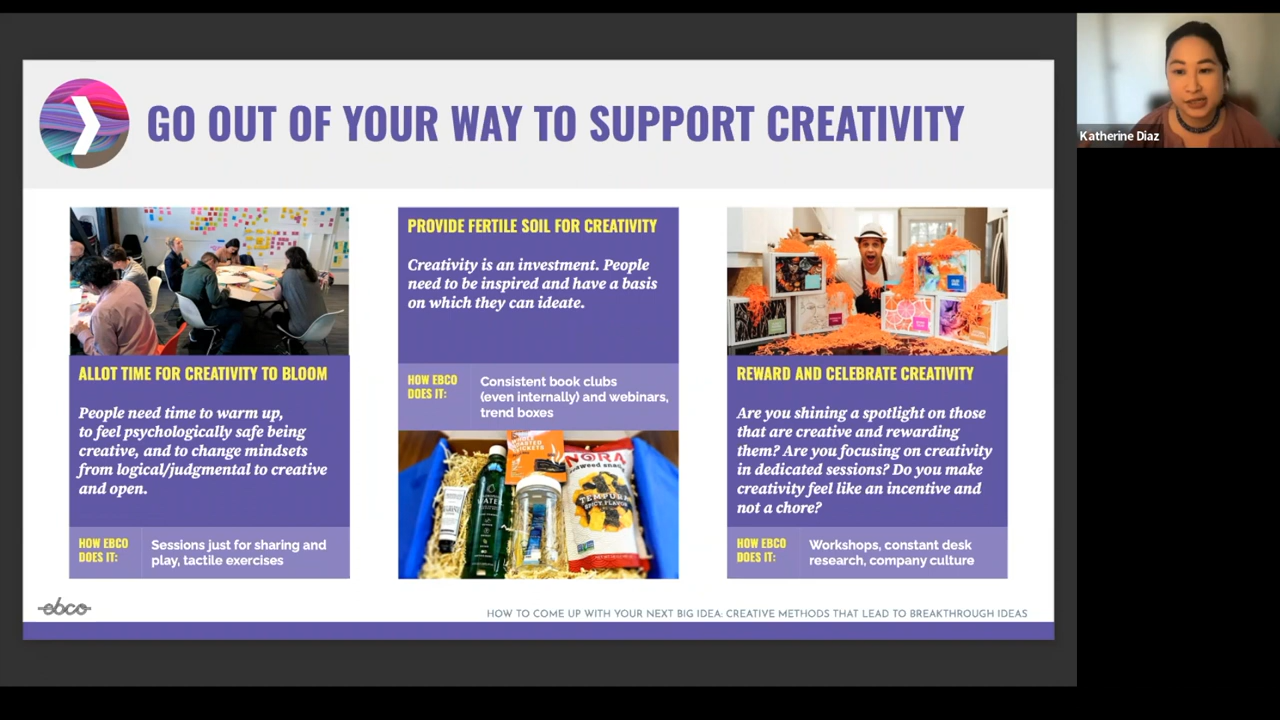 GO OUT OF YOUR WAY TO SUPPORT CREATIVITY
Katherine Diaz
ALLOT TIME FOR CREATIVITY TO BLOOM
People need time to warm up,
to feel psychologically safe being
creative, and to change mindsets
from logical/judgmental to creative
and open.
HOW EBCO
DOES IT:
Sessions just for sharing and
play, tactile exercises
PROVIDE FERTILE SOIL FOR CREATIVITY
Creativity is an investment. People
need to be inspired and have a basis
on which they can ideate.
HOW EBCO
DOES IT:
Consistent book clubs
(even internally) and webinars,
trend boxes
WATER
NORA
seaweed snacks
TEMPURA
SPICY FLAVOR
REWARD AND CELEBRATE CREATIVITY
Are you shining a spotlight on those
that are creative and rewarding
them? Are you focusing on creativity
in dedicated sessions? Do you make
creativity feel like an incentive and
not a chore?
HOW EBCO
DOES IT:
Workshops, constant desk
research, company culture
ebco
HOW TO COME UP WITH YOUR NEXT BIG IDEA: CREATIVE METHODS THAT LEAD TO BREAKTHROUGH IDEAS